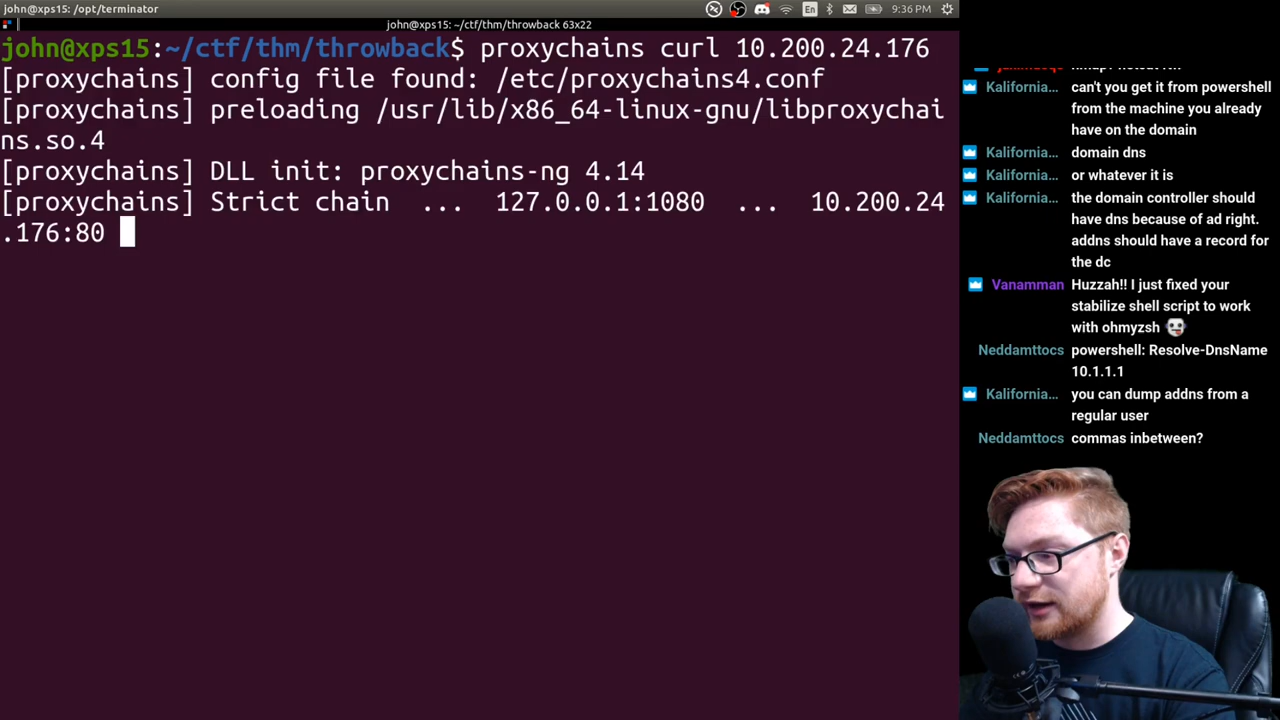 john@xps15: /opt/terminator
En
9:36 PM
john@xps15: ~/ctf/thm/throwback 63x22
john@xps15:~/ctf/thm/throwback$ proxychains curl 10.200.24.176
[proxychains] config file found: /etc/proxychains4.conf
[proxychains] preloading /usr/lib/x86_64-linux-gnu/libproxychai
ns.so.4
[proxychains] DLL init: proxychains-ng 4.14
[proxychains] Strict chain  ...  127.0.0.1:1080  ...  10.200.24
.176:80
Kalifornia… can't you get it from powershell
from the machine you already
have on the domain
Kalifornia… domain dns
Kalifornia… or whatever it is
Kalifornia… the domain controller should
have dns because of ad right.
addns should have a record for
the dc
Vanamman Huzzah!! I just fixed your
stabilize shell script to work
with ohmyzsh
Neddamttocs powershell: Resolve-DnsName
10.1.1.1
Kalifornia… you can dump addns from a
regular user
Neddamttocs commas inbetween?